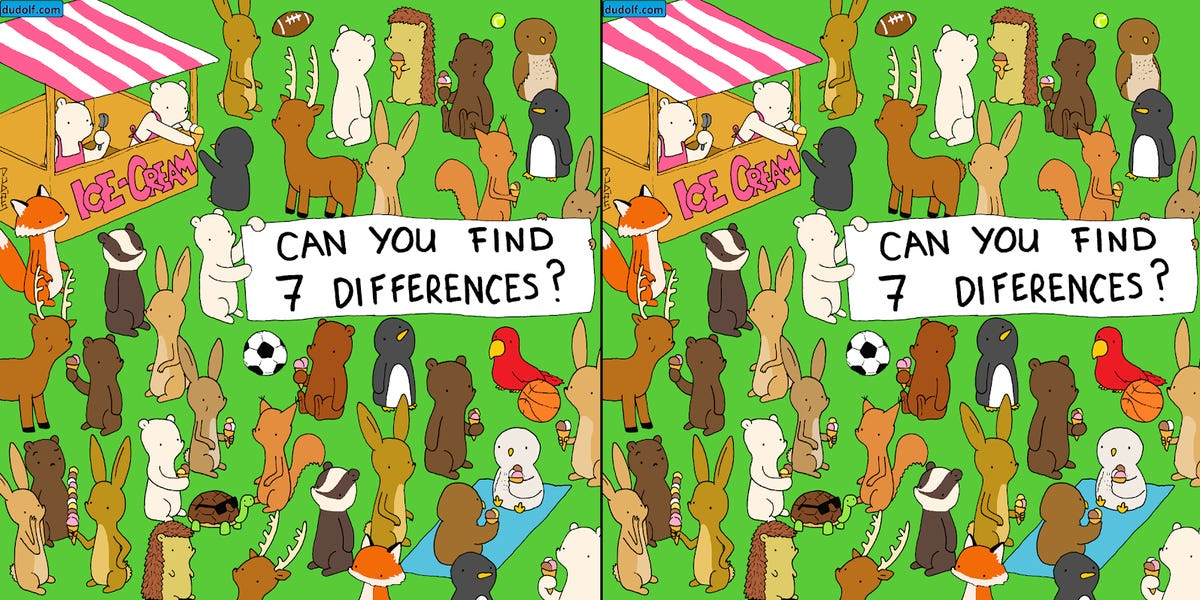 dudolf.com
ICE-CREAM
CAN YOU FIND
7 DIFFERENCES?
dudolf.com
ICE CREAM
CAN YOU FIND
7 DIFERENCES?